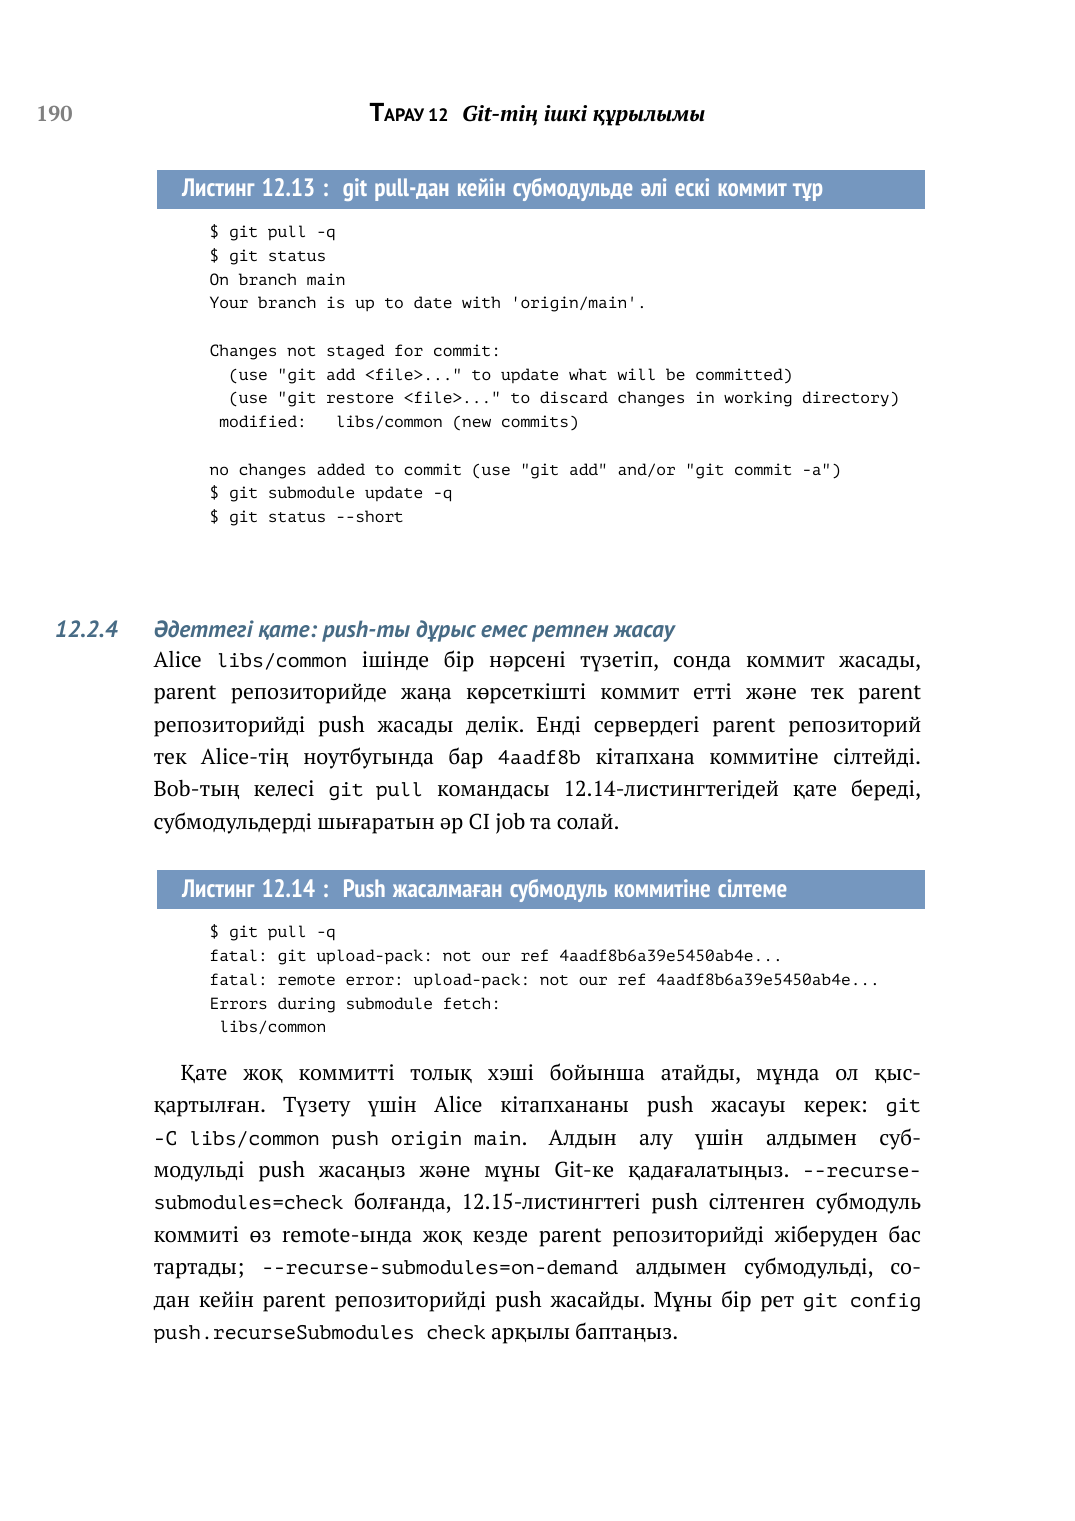 190
Тарау 12 Git-тің ішкі құрылымы
Листинг 12.13 : git pull-дан кейін субмодульде әлі ескі коммит тұр
$ git pull -q
$ git status
On branch main
Your branch is up to date with 'origin/main'.
Changes not staged for commit:
(use "git add <file>..." to update what will be committed)
(use "git restore <file>..." to discard changes in working directory)
modified:   libs/common (new commits)
no changes added to commit (use "git add" and/or "git commit -a")
$ git submodule update -q
$ git status --short
12.2.4 Әдеттегі қате: push-ты дұрыс емес ретпен жасау
Alice libs/common ішінде бір нәрсені түзетіп, сонда коммит жасады,
parent репозиторийде жаңа көрсеткішті коммит етті және тек parent
репозиторийді push жасады делік. Енді сервердегі parent репозиторий
тек Alice-тің ноутбугында бар 4aadf8b кітапхана коммитіне сілтейді.
Bob-тың келесі git pull командасы 12.14-листингтегідей қате береді,
субмодульдерді шығаратын әр CI job та солай.
Листинг 12.14 : Push жасалмаған субмодуль коммитіне сілтеме
$ git pull -q
fatal: git upload-pack: not our ref 4aadf8b6a39e5450ab4e...
fatal: remote error: upload-pack: not our ref 4aadf8b6a39e5450ab4e...
Errors during submodule fetch:
libs/common
Қате жоқ коммитті толық хэші бойынша атайды, мұнда ол қыс-
қартылған. Түзету үшін Alice кітапхананы push жасауы керек: git
-C libs/common push origin main. Алдын алу үшін алдымен суб-
модульді push жасаңыз және мұны Git-ке қадағалатыңыз. --recurse-
submodules=check болғанда, 12.15-листингтегі push сілтенген субмодуль
коммиті өз remote-ында жоқ кезде parent репозиторийді жіберуден бас
тартады; --recurse-submodules=on-demand алдымен субмодульді, со-
дан кейін parent репозиторийді push жасайды. Мұны бір рет git config
push.recurseSubmodules check арқылы баптаңыз.